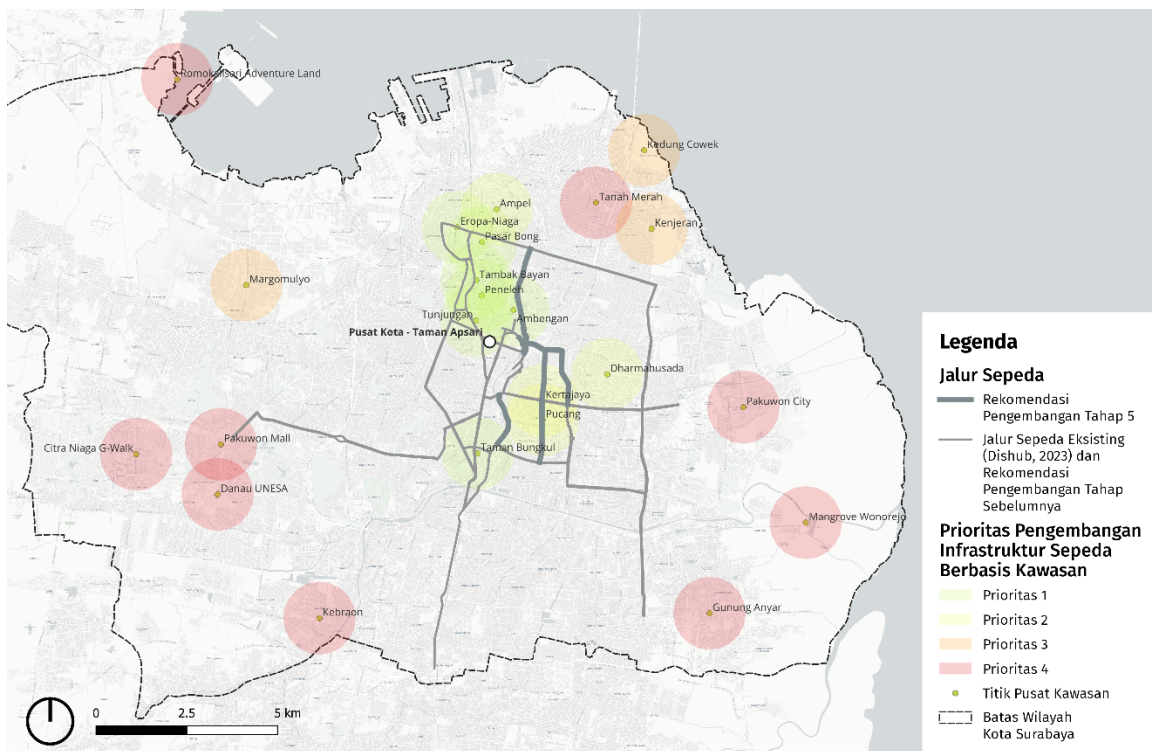 Romokalisari Adventure Land
Kedung Cowek
Tanah Merah
Ampel
Eropa-Niaga
Kenjeran
Pasar Bong
Margomulyo
Tambak Bayan
Peneleh
Tunjungan
Ambengan
Pusat Kota - Taman Apsari
Dharmahusada
Kertajaya
Pakuwon City
Pucang
Pakuwon Mall
Citra Niaga G-Walk
Taman Bungkul
Danau UNESA
Mangrove Wonorejo
Kebraon
Gunung Anyar
0 2.5 5 km
Legenda
Jalur Sepeda
Rekomendasi
Pengembangan Tahap 5
Jalur Sepeda Eksisting
(Dishub, 2023) dan
Rekomendasi
Pengembangan Tahap
Sebelumnya
Prioritas Pengembangan
Infrastruktur Sepeda
Berbasis Kawasan
Prioritas 1
Prioritas 2
Prioritas 3
Prioritas 4
Titik Pusat Kawasan
Batas Wilayah
Kota Surabaya